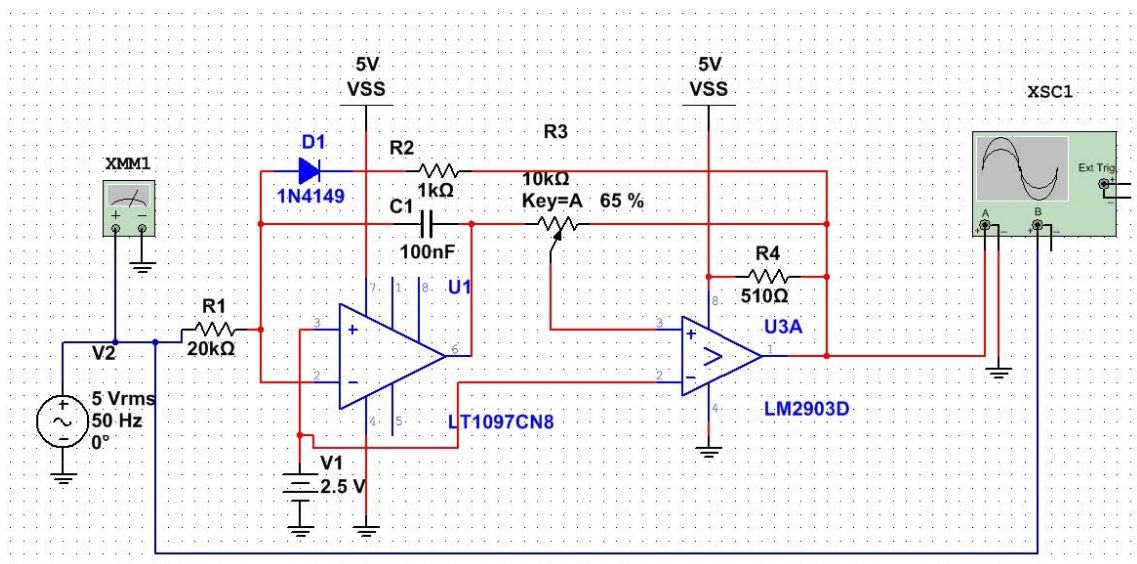 5V
VSS
5V
VSS
XSC1
R3
D1
R2
XMM1
Ext Trig
+
-
1N4149
1kΩ
10kΩ
Key=A 65 %
+ -
C1
A
B
+ -
+ -
100nF
R4
7
1
8
U1
510Ω
R1
8
3
+
3
+
U3A
20kΩ
6
>
1
V2
2
-
2
-
5 Vrms
50 Hz
0°
+
~
-
4
5
LT1097CN8
4
LM2903D
V1
2.5 V